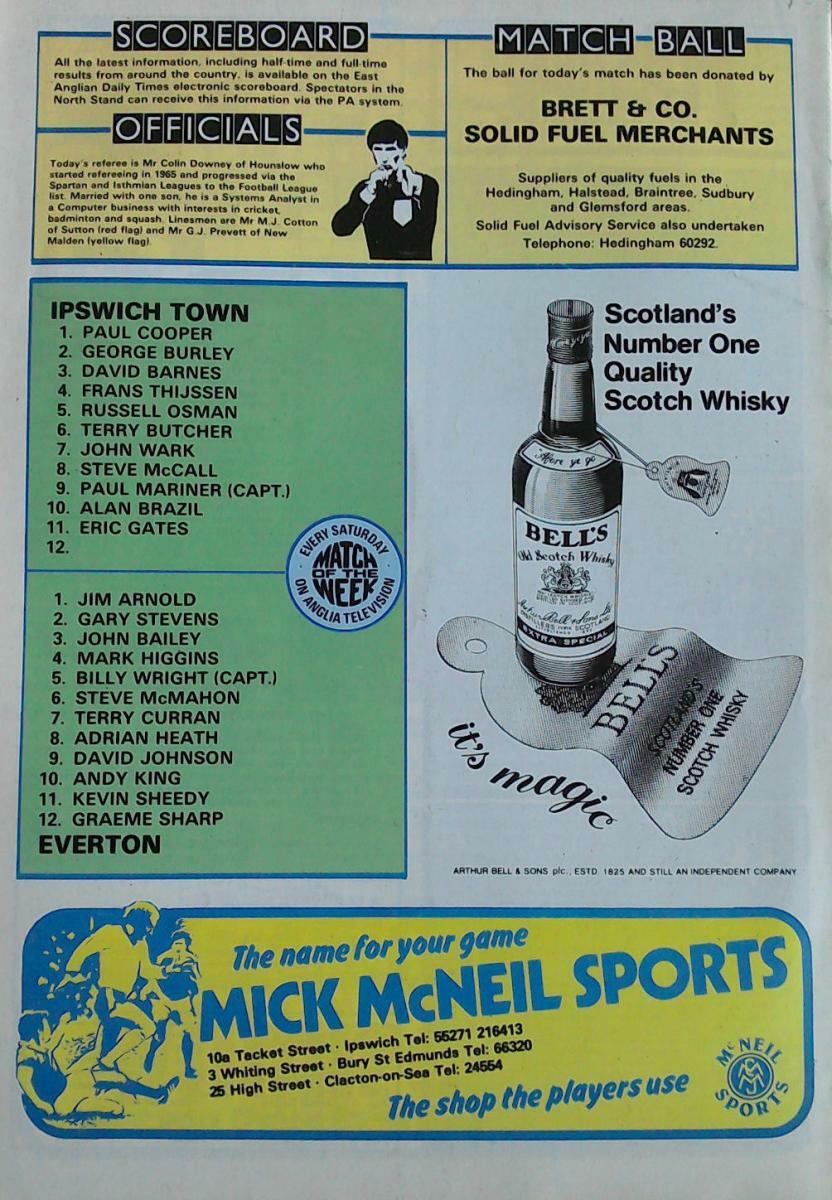 SCOREBOARD
All the latest information, including half-time and full-time
results from around the country, is available on the East
Anglian Daily Times electronic scoreboard. Spectators in the
North Stand can receive this information via the PA system.
OFFICIALS
Today's referee is Mr Colin Downey of Hounslow who
started refereeing in 1965 and progressed via the
Spartan and Isthmian Leagues to the Football League
list. Married with one son, he is a Systems Analyst in
a Computer business with interests in cricket,
badminton and squash. Linesmen are Mr M.J. Cotton
of Sutton (red flag) and Mr G.J. Prevett of New
Malden (yellow flag).
MATCH BALL
The ball for today's match has been donated by
BRETT & CO.
SOLID FUEL MERCHANTS
Suppliers of quality fuels in the
Hedingham, Halstead, Braintree, Sudbury
and Glemsford areas.
Solid Fuel Advisory Service also undertaken
Telephone: Hedingham 60292.
IPSWICH TOWN
1. PAUL COOPER
2. GEORGE BURLEY
3. DAVID BARNES
4. FRANS THIJSSEN
5. RUSSELL OSMAN
6. TERRY BUTCHER
7. JOHN WARK
8. STEVE McCALL
9. PAUL MARINER (CAPT.)
10. ALAN BRAZIL
11. ERIC GATES
12.
EVERY SATURDAY
MATCH
OF THE
WEEK
ON ANGLIA TELEVISION
1. JIM ARNOLD
2. GARY STEVENS
3. JOHN BAILEY
4. MARK HIGGINS
5. BILLY WRIGHT (CAPT.)
6. STEVE McMAHON
7. TERRY CURRAN
8. ADRIAN HEATH
9. DAVID JOHNSON
10. ANDY KING
11. KEVIN SHEEDY
12. GRAEME SHARP
EVERTON
Scotland's
Number One
Quality
Scotch Whisky
Afore ye go
BELL'S
Old Scotch Whisky
Arthur Bell & Sons Ltd
EXTRA SPECIAL
BELL'S
SCOTLAND'S
NUMBER ONE
SCOTCH WHISKY
it's magic
ARTHUR BELL & SONS plc., ESTD. 1825 AND STILL AN INDEPENDENT COMPANY
The name for your game
MICK McNEIL SPORTS
10a Tacket Street · Ipswich Tel: 55271 216413
3 Whiting Street · Bury St Edmunds Tel: 66320
25 High Street · Clacton-on-Sea Tel: 24554
The shop the players use
McNEIL
SPORTS